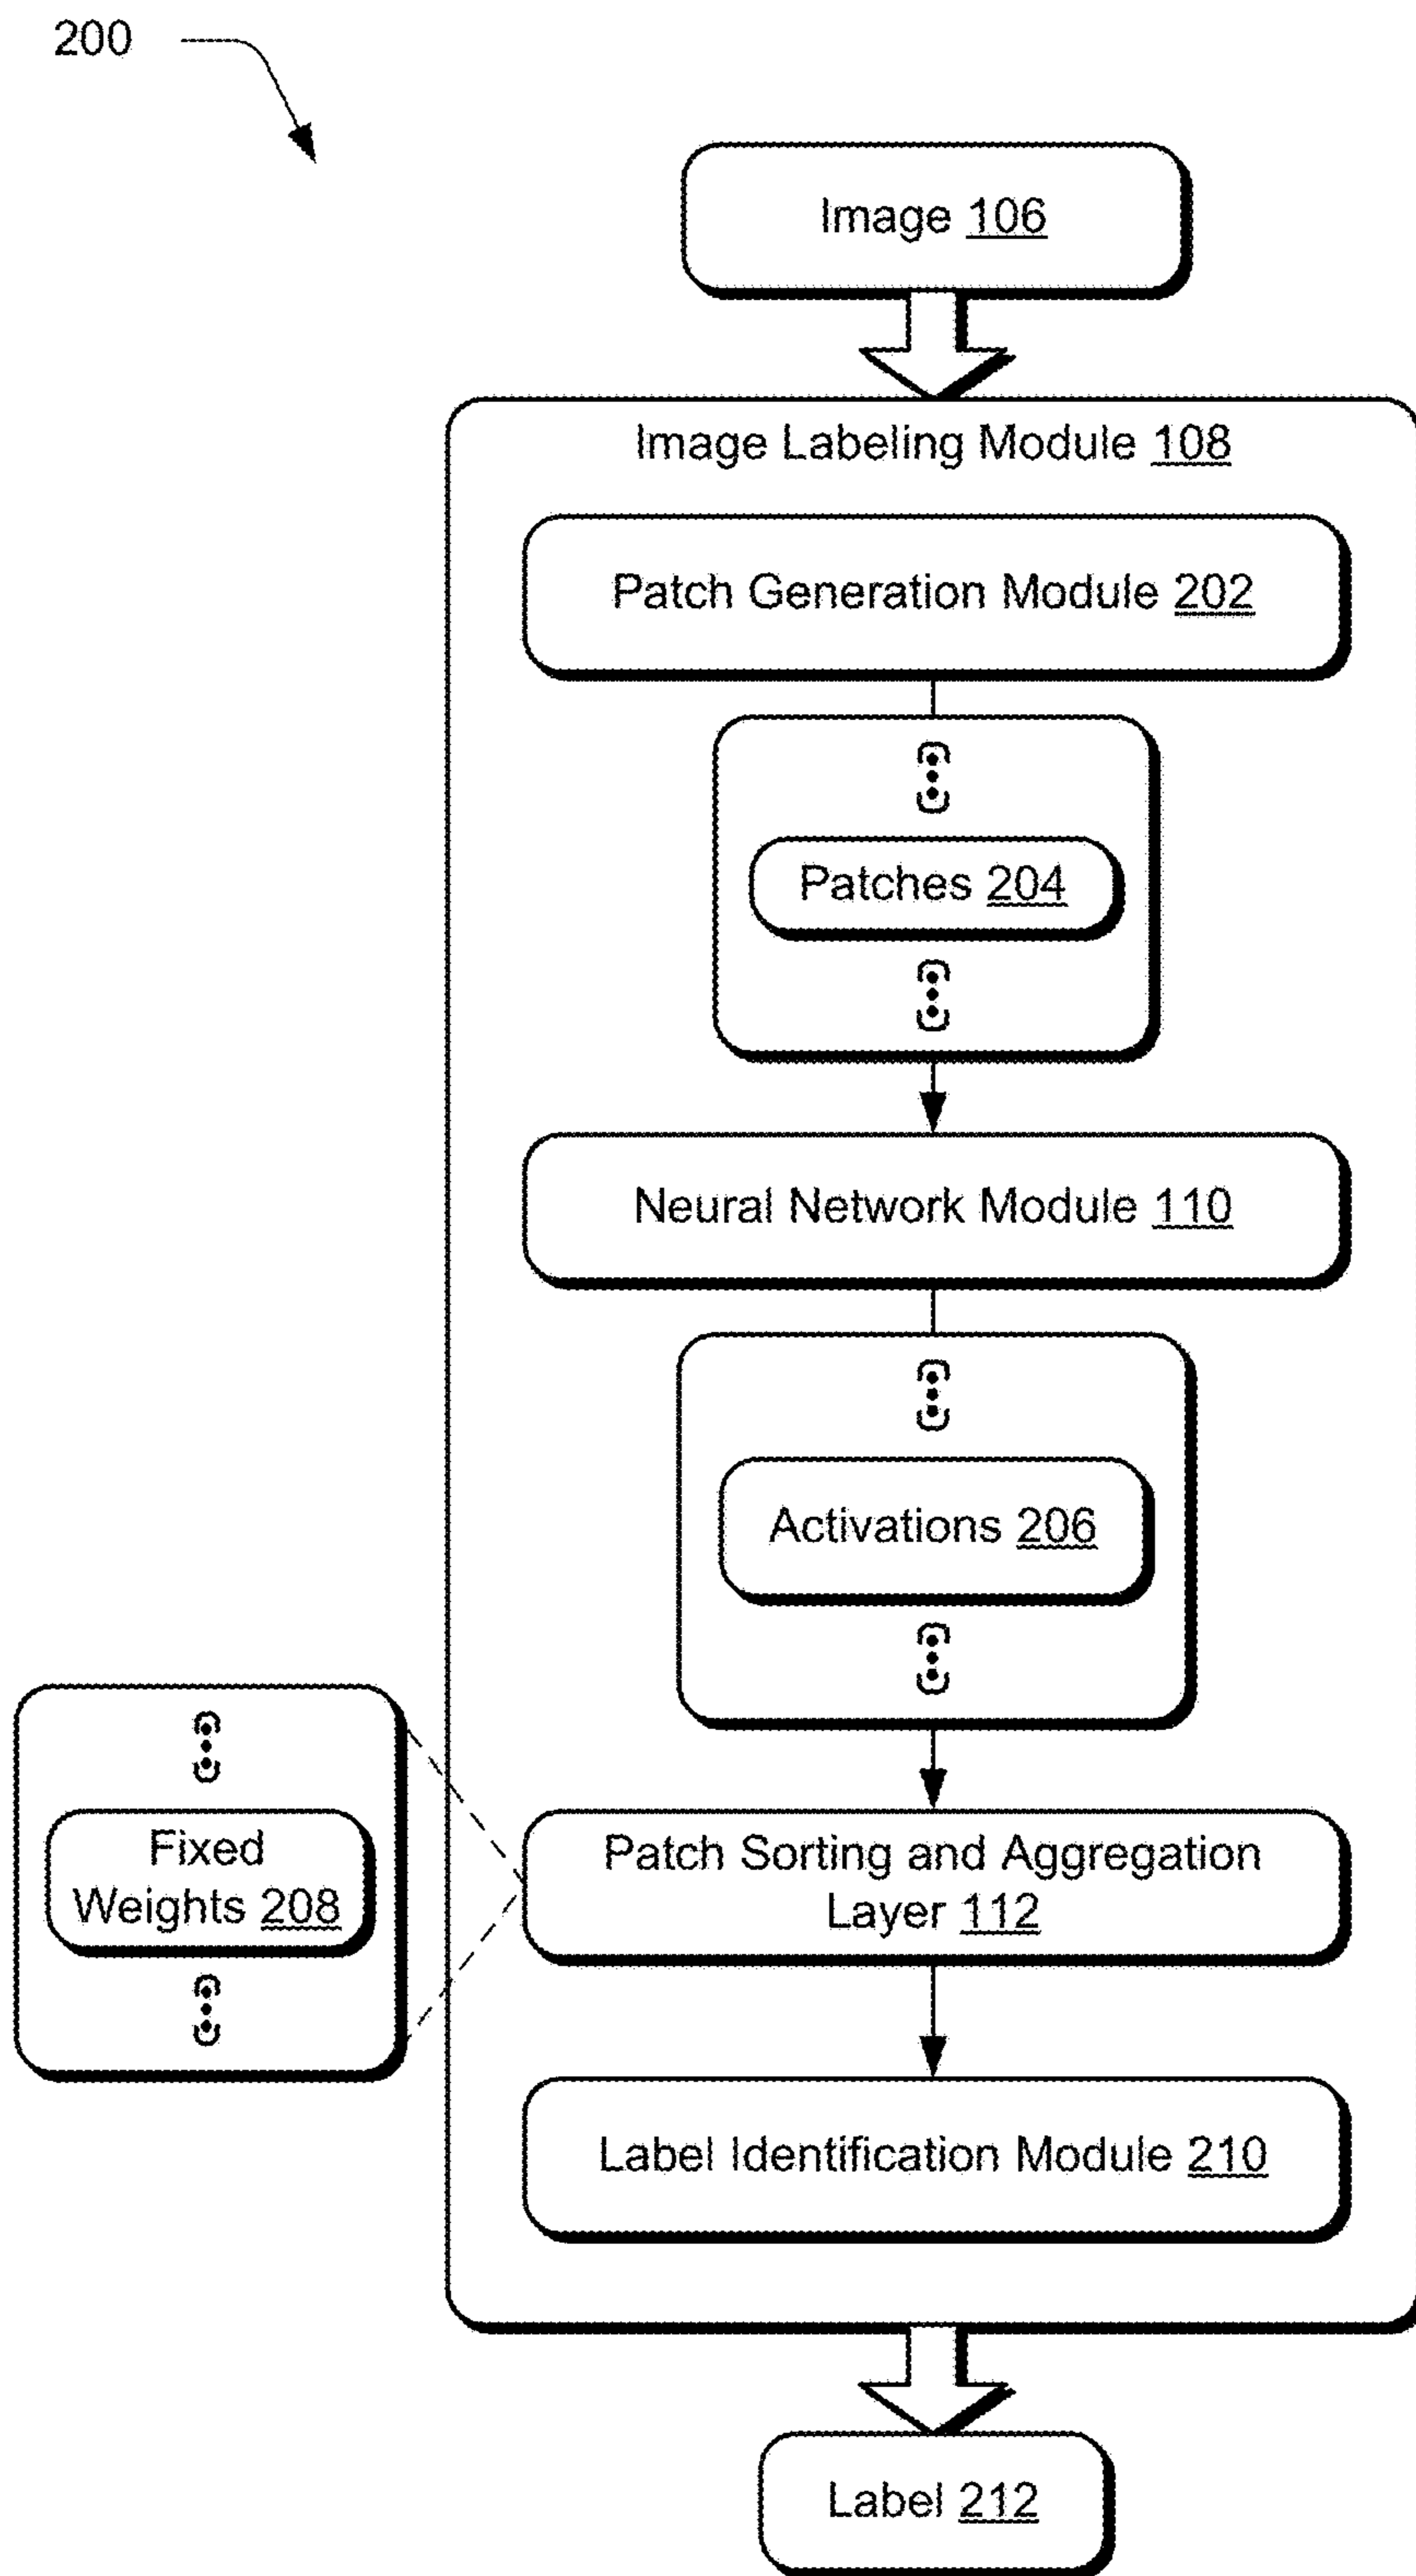 200
Image 106
Image Labeling Module 108
Patch Generation Module 202
Patches 204
Neural Network Module 110
Activations 206
Fixed
Weights 208
Patch Sorting and Aggregation
Layer 112
Label Identification Module 210
Label 212